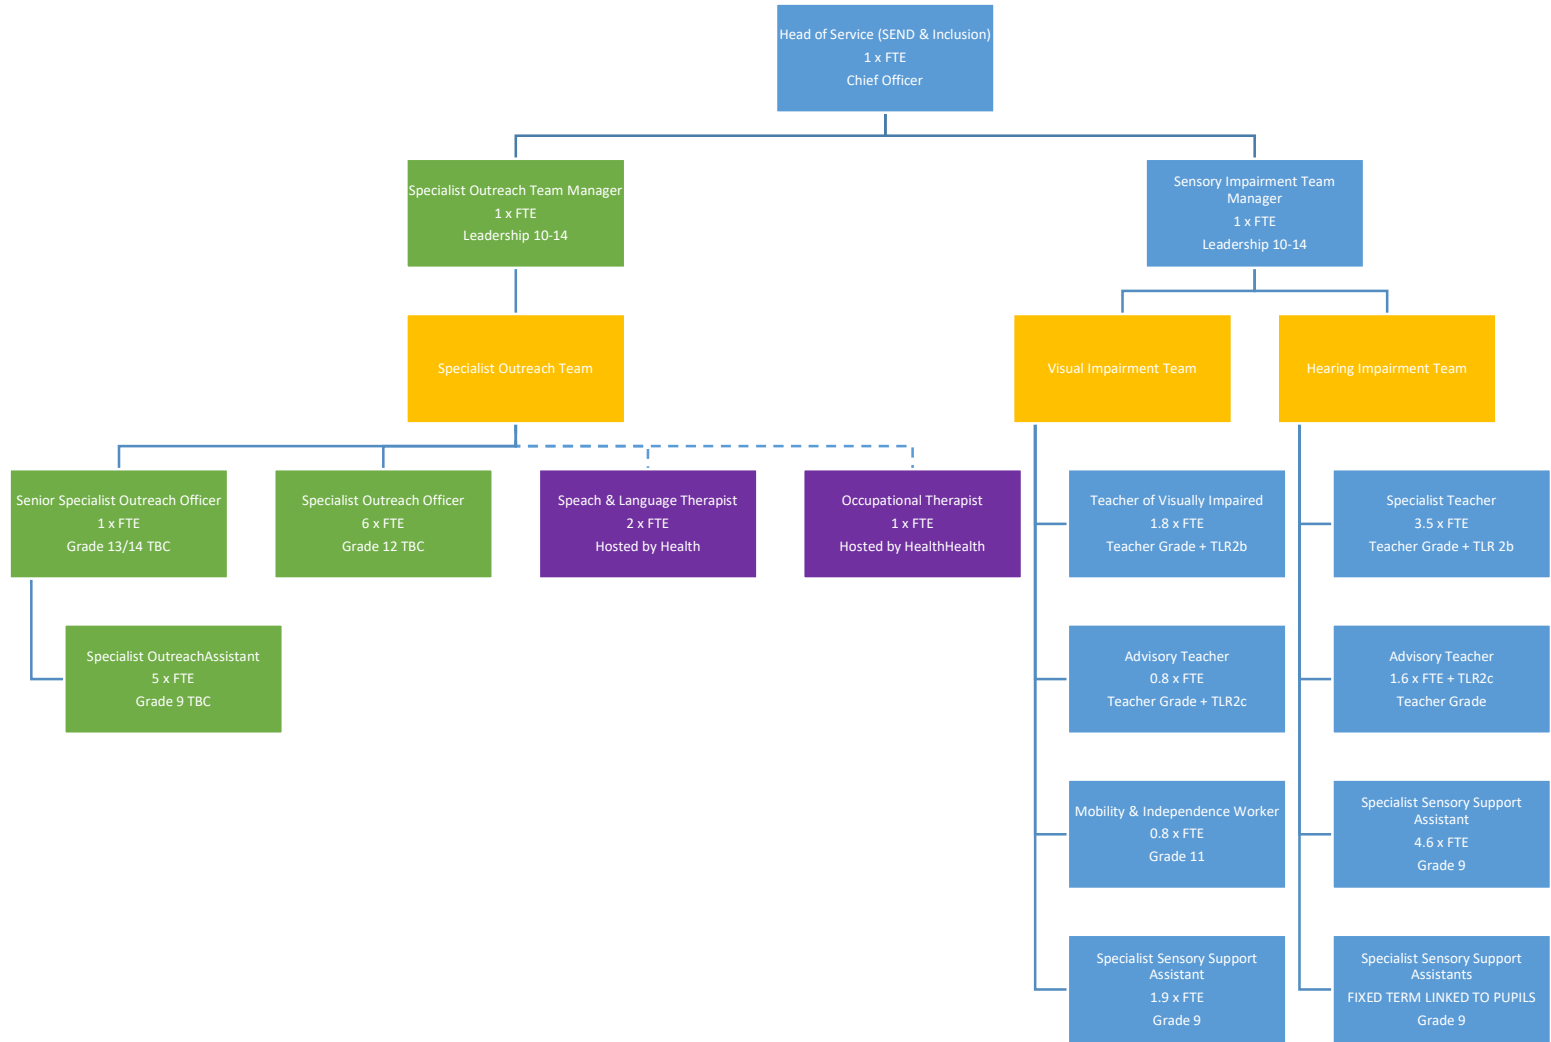 Head of Service (SEND & Inclusion)
1 x FTE
Chief Officer
Specialist Outreach Team Manager
1 x FTE
Leadership 10-14
Sensory Impairment Team
Manager
1 x FTE
Leadership 10-14
Specialist Outreach Team
Visual Impairment Team
Hearing Impairment Team
Senior Specialist Outreach Officer
1 x FTE
Grade 13/14 TBC
Specialist Outreach Officer
6 x FTE
Grade 12 TBC
Speach & Language Therapist
2 x FTE
Hosted by Health
Occupational Therapist
1 x FTE
Hosted by HealthHealth
Teacher of Visually Impaired
1.8 x FTE
Teacher Grade + TLR2b
Specialist Teacher
3.5 x FTE
Teacher Grade + TLR 2b
Specialist OutreachAssistant
5 x FTE
Grade 9 TBC
Advisory Teacher
0.8 x FTE
Teacher Grade + TLR2c
Advisory Teacher
1.6 x FTE + TLR2c
Teacher Grade
Mobility & Independence Worker
0.8 x FTE
Grade 11
Specialist Sensory Support
Assistant
4.6 x FTE
Grade 9
Specialist Sensory Support
Assistant
1.9 x FTE
Grade 9
Specialist Sensory Support
Assistants
FIXED TERM LINKED TO PUPILS
Grade 9